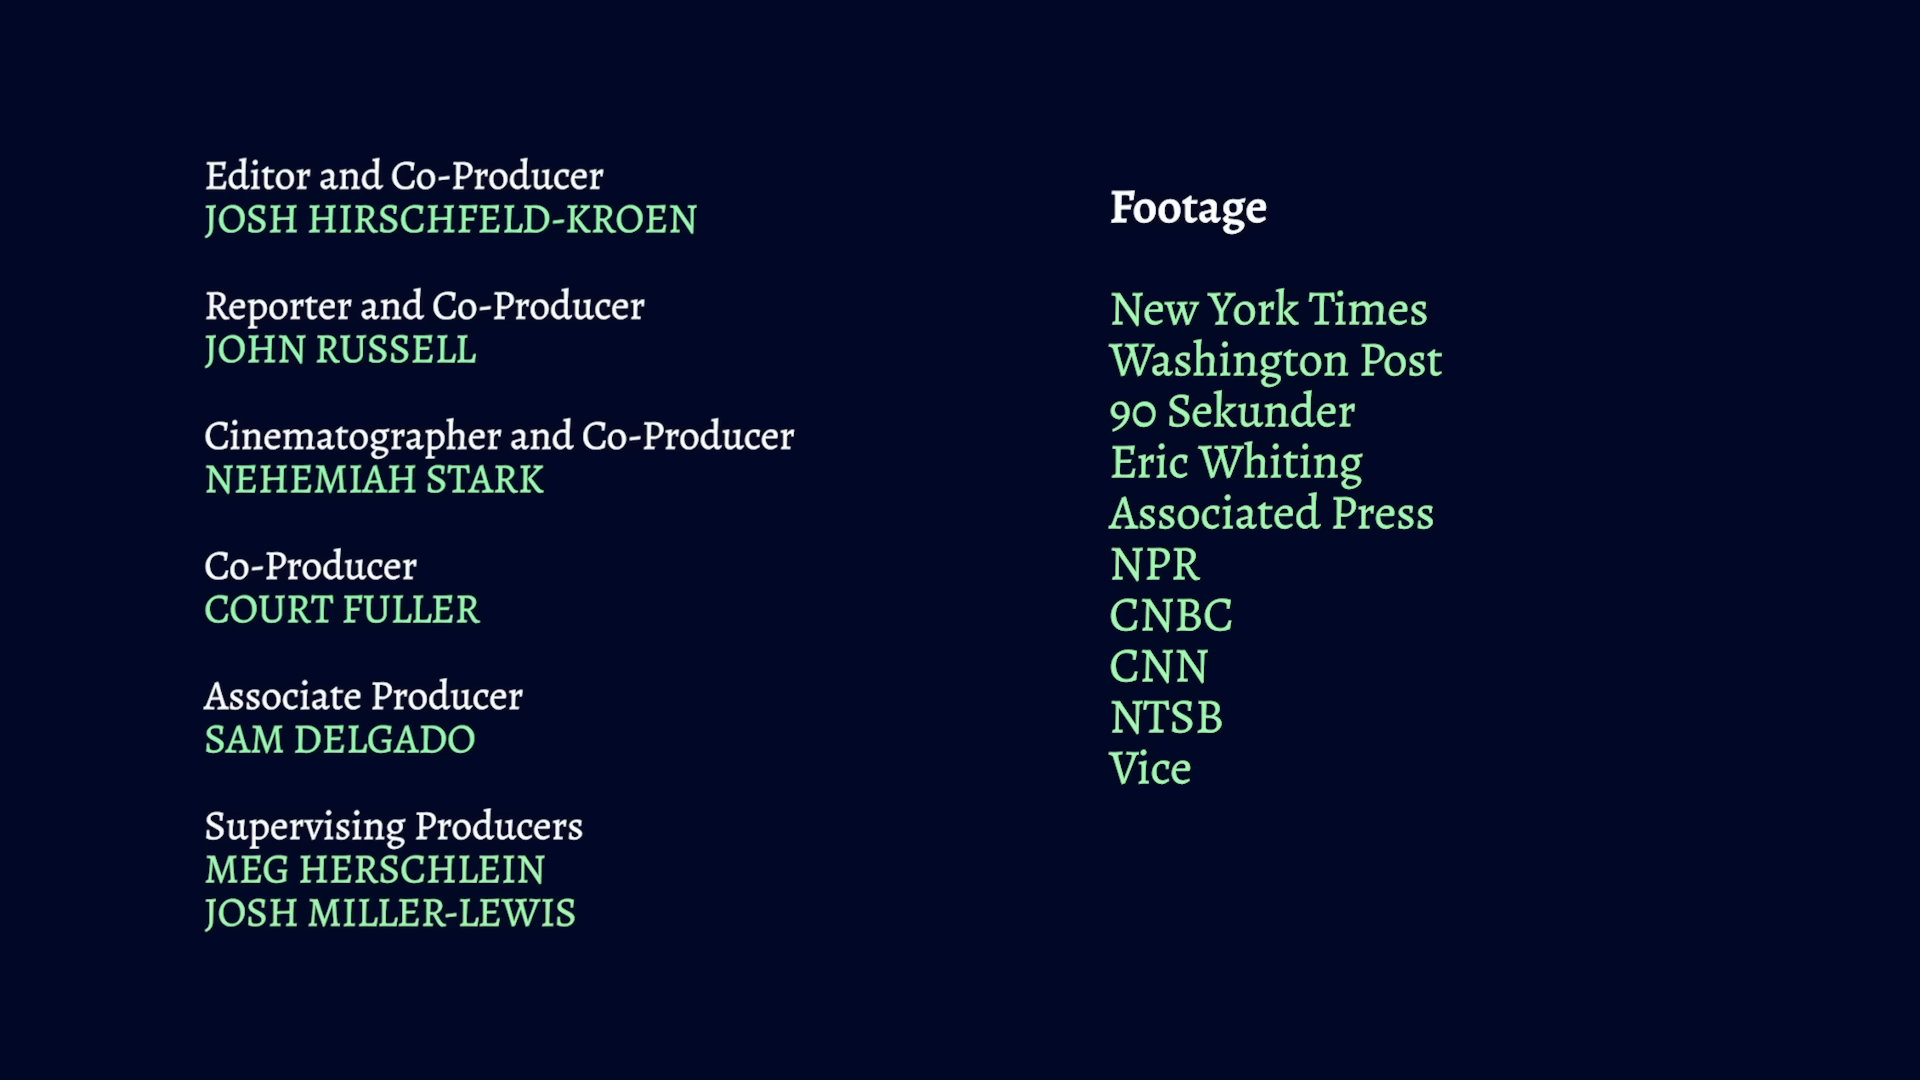 Editor and Co-Producer
JOSH HIRSCHFELD-KROEN
Reporter and Co-Producer
JOHN RUSSELL
Cinematographer and Co-Producer
NEHEMIAH STARK
Co-Producer
COURT FULLER
Associate Producer
SAM DELGADO
Supervising Producers
MEG HERSCHLEIN
JOSH MILLER-LEWIS
Footage
New York Times
Washington Post
90 Sekunder
Eric Whiting
Associated Press
NPR
CNBC
CNN
NTSB
Vice